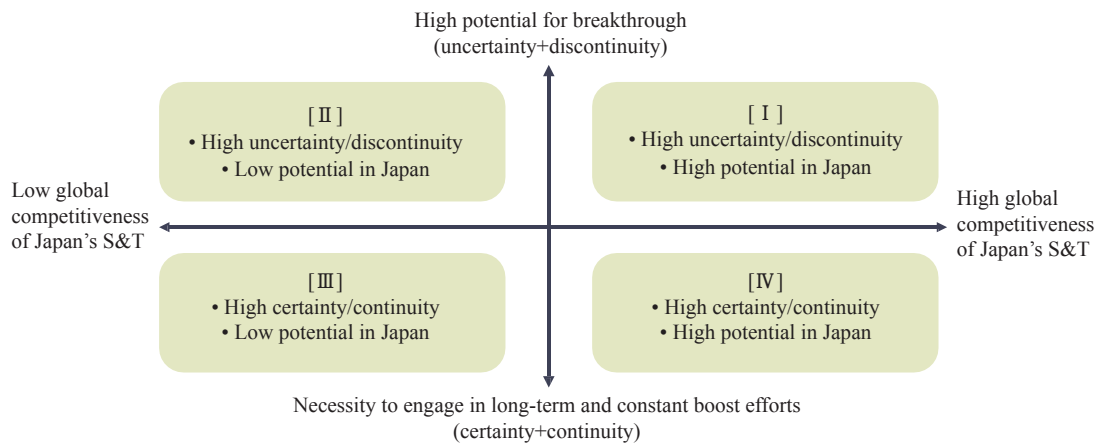 High potential for breakthrough
(uncertainty+discontinuity)
[Ⅱ]
• High uncertainty/discontinuity
• Low potential in Japan
[Ⅰ]
• High uncertainty/discontinuity
• High potential in Japan
Low global
competitiveness
of Japan’s S&T
High global
competitiveness
of Japan’s S&T
[Ⅲ]
• High certainty/continuity
• Low potential in Japan
[Ⅳ]
• High certainty/continuity
• High potential in Japan
Necessity to engage in long-term and constant boost efforts
(certainty+continuity)